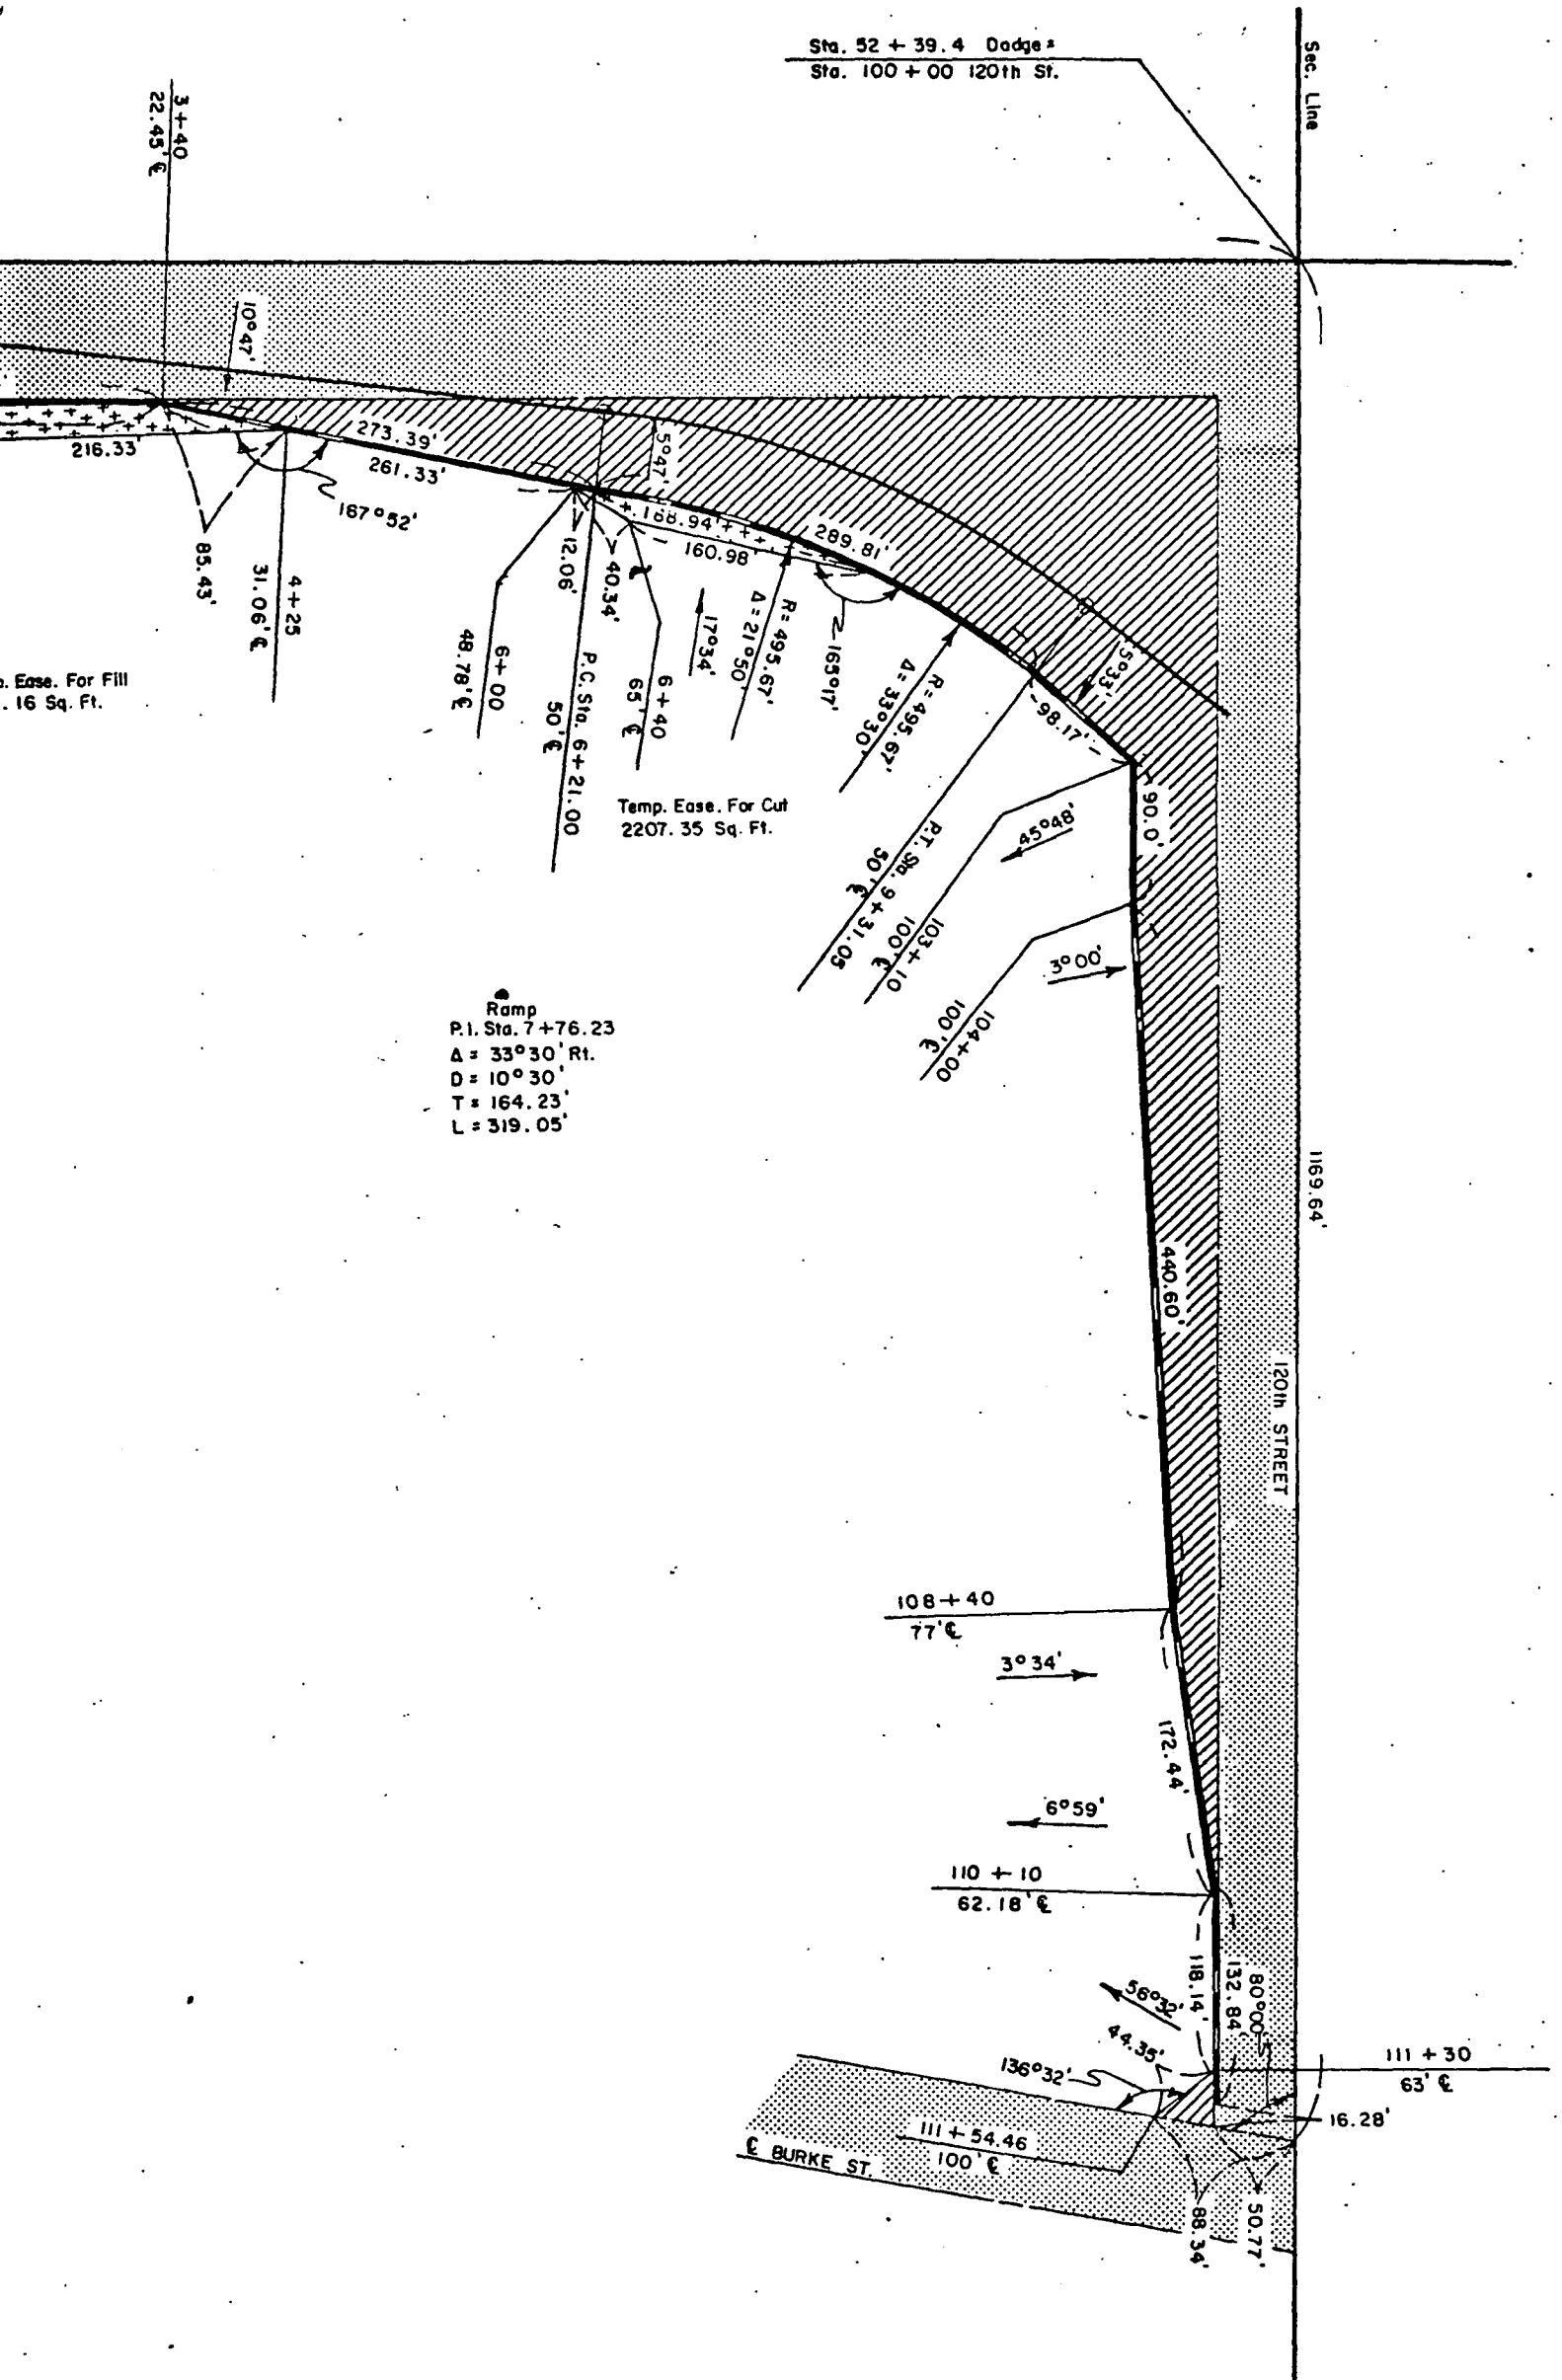 Sta. 52 + 39.4 Dodge =
Sta. 100 + 00 120th St.
Sec. Line
3 + 40
22.45' ℄
10°47'
216.33'
273.39'
261.33'
167°52'
85.43'
4 + 25
31.06' ℄
. Ease. For Fill
. 16 Sq. Ft.
5°47'
168.94'
160.98'
289.81'
12.06'
40.34'
6 + 00
48.78' ℄
P.C. Sta. 6 + 21.00
50' ℄
6 + 40
65' ℄
17°34'
R = 495.67'
Δ = 21°50'
165°17'
R = 495.67'
Δ = 33°30'
Temp. Ease. For Cut
2207.35 Sq. Ft.
5°33'
98.17'
90.0'
P.T. Sta. 9 + 31.05
50' ℄
45°48'
103 + 10
100' ℄
104 + 00
100' ℄
3°00'
Ramp
P.I. Sta. 7 + 76.23
Δ = 33°30' Rt.
D = 10°30'
T = 164.23'
L = 319.05'
1169.64'
440.60'
120th STREET
108 + 40
77' ℄
3°34'
172.44'
6°59'
110 + 10
62.18' ℄
118.14'
132.84'
80°00'
56°32'
44.35'
136°32'
111 + 30
63' ℄
16.28'
111 + 54.46
100' ℄
℄ BURKE ST.
88.34'
50.77'